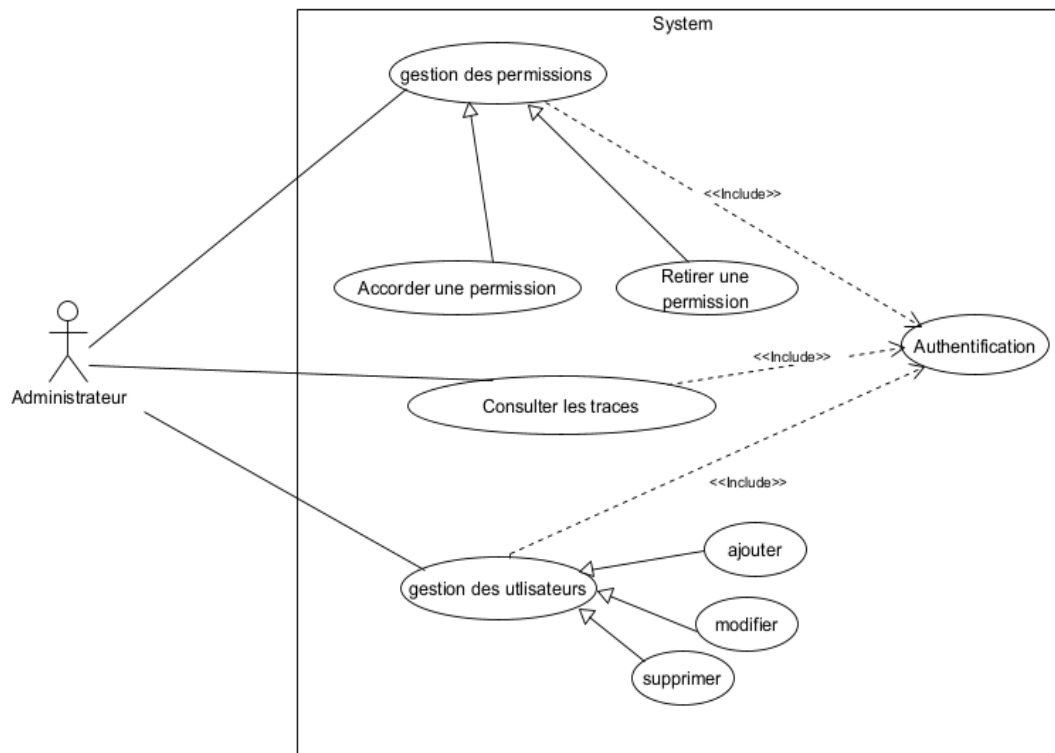 System
gestion des permissions
<<Include>>
Accorder une permission
Retirer une
permission
Authentification
<<Include>>
Administrateur
Consulter les traces
<<Include>>
ajouter
gestion des utlisateurs
modifier
supprimer